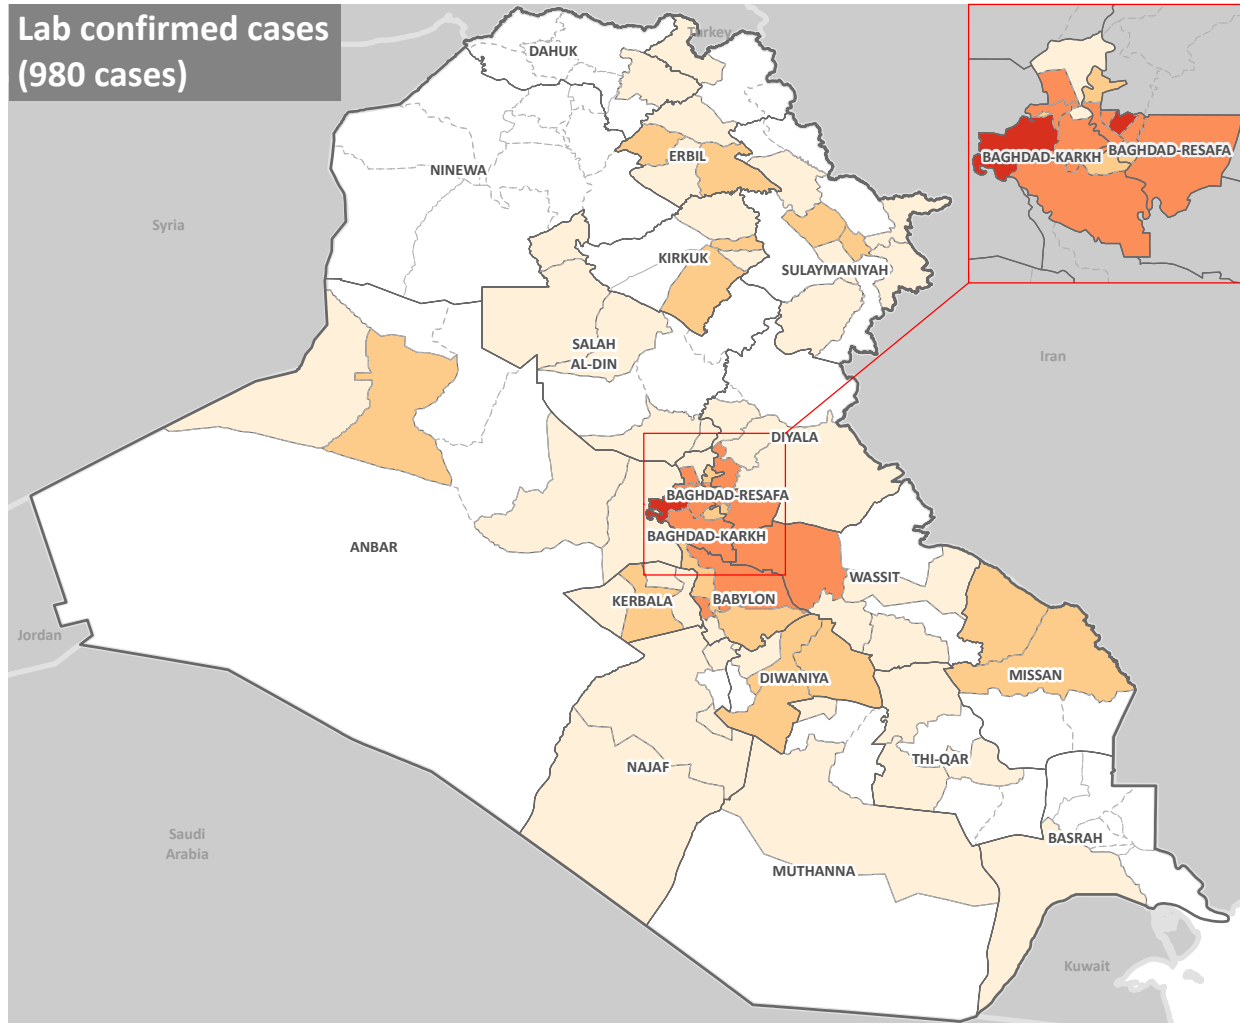 Lab confirmed cases
(980 cases)
Turkey
DAHUK
NINEWA
ERBIL
BAGHDAD-KARKH
BAGHDAD-RESAFA
Syria
KIRKUK
SULAYMANIYAH
SALAH
AL-DIN
Iran
DIYALA
BAGHDAD-RESAFA
BAGHDAD-KARKH
ANBAR
WASSIT
KERBALA
BABYLON
Jordan
DIWANIYA
MISSAN
NAJAF
THI-QAR
Saudi
Arabia
BASRAH
MUTHANNA
Kuwait